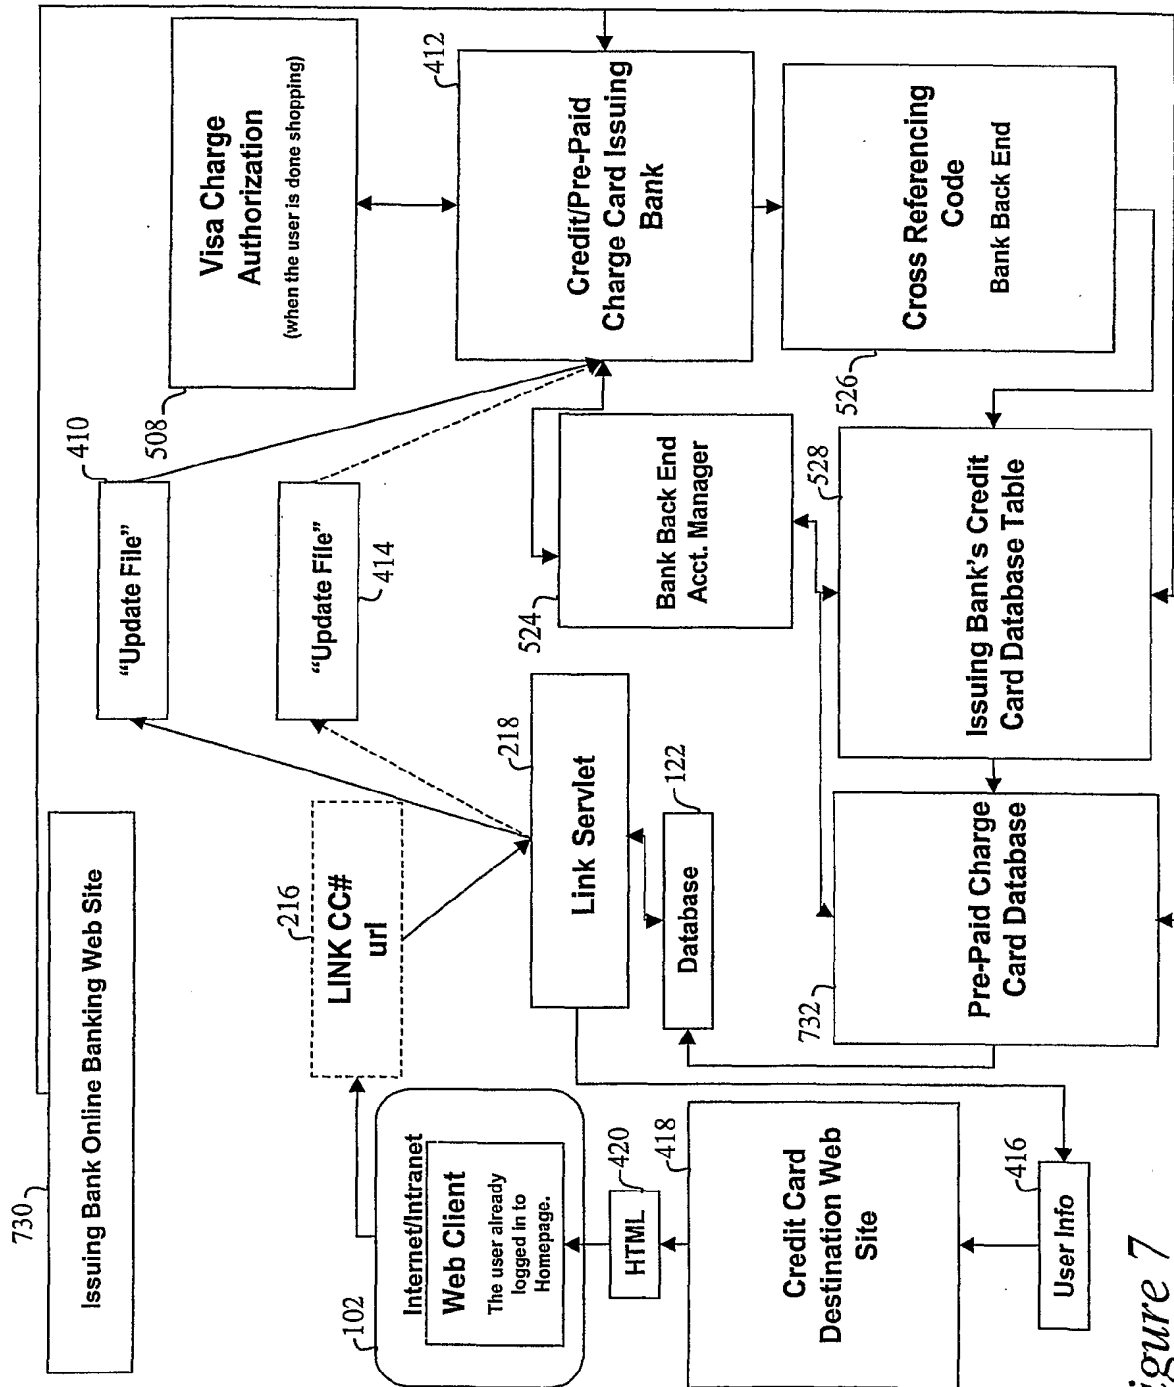 730
Issuing Bank Online Banking Web Site
"Update File"
410
Visa Charge
Authorization
(when the user is done shopping)
508
216
LINK CC#
url
"Update File"
414
412
Credit/Pre-Paid
Charge Card Issuing
Bank
102
Internet/Intranet
Web Client
The user already
logged in to
Homepage.
218
Link Servlet
524
Bank Back End
Acct. Manager
Cross Referencing
Code
Bank Back End
526
420
HTML
122
Database
418
Credit Card
Destination Web
Site
732
Pre-Paid Charge
Card Database
528
Issuing Bank's Credit
Card Database Table
416
User Info
igure 7